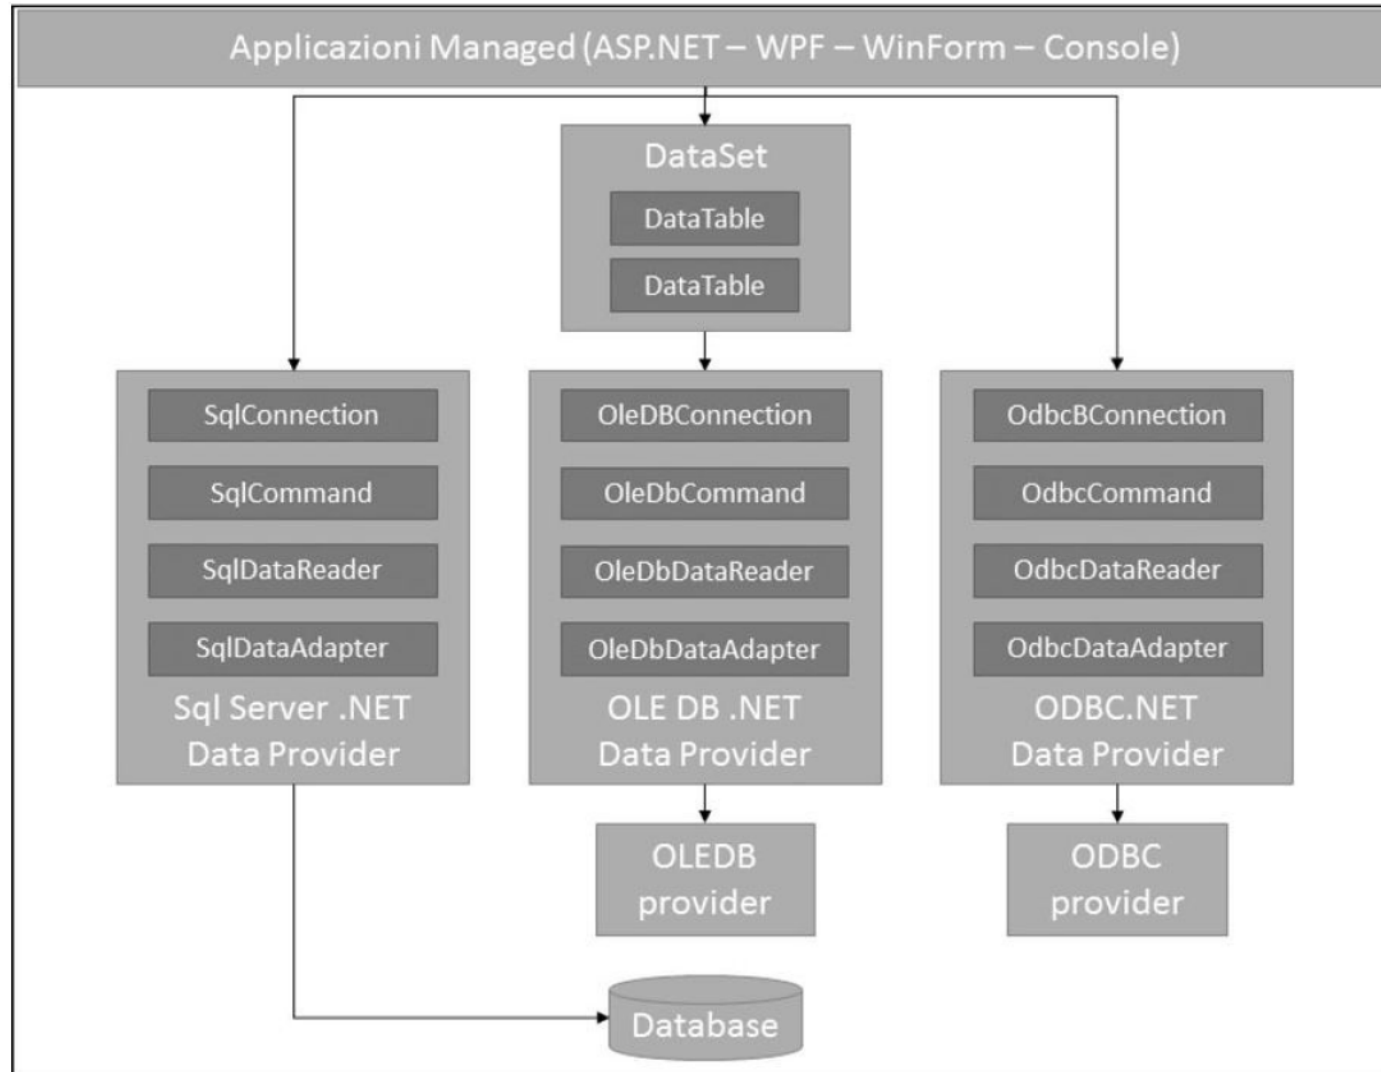 Applicazioni Managed (ASP.NET – WPF – WinForm – Console)
DataSet
DataTable
DataTable
SqlConnection
SqlCommand
SqlDataReader
SqlDataAdapter
Sql Server .NET
Data Provider
OleDBConnection
OleDbCommand
OleDbDataReader
OleDbDataAdapter
OLE DB .NET
Data Provider
OdbcBConnection
OdbcCommand
OdbcDataReader
OdbcDataAdapter
ODBC.NET
Data Provider
OLEDB
provider
ODBC
provider
Database